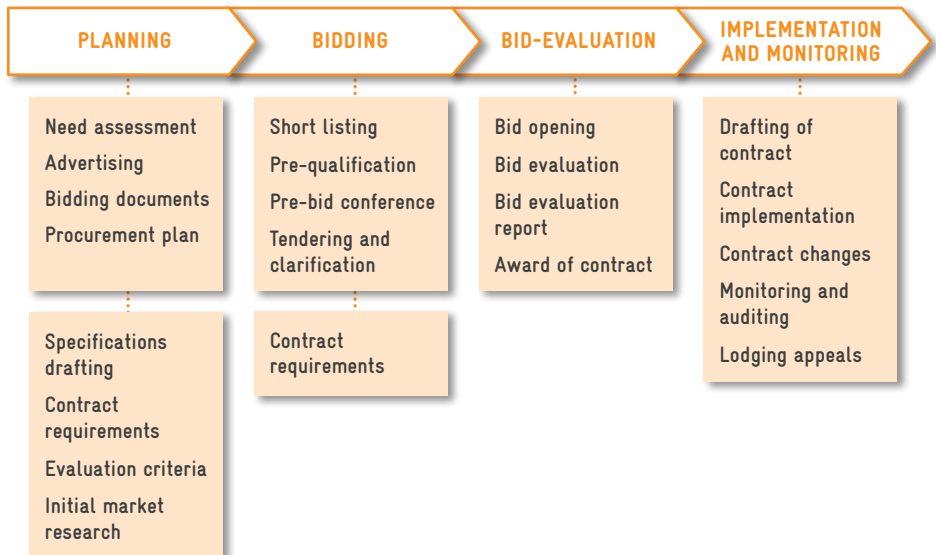 PLANNING
BIDDING
BID-EVALUATION
IMPLEMENTATION
AND MONITORING
Need assessment
Advertising
Bidding documents
Procurement plan
Specifications
drafting
Contract
requirements
Evaluation criteria
Initial market
research
Short listing
Pre-qualification
Pre-bid conference
Tendering and
clarification
Contract
requirements
Bid opening
Bid evaluation
Bid evaluation
report
Award of contract
Drafting of
contract
Contract
implementation
Contract changes
Monitoring and
auditing
Lodging appeals